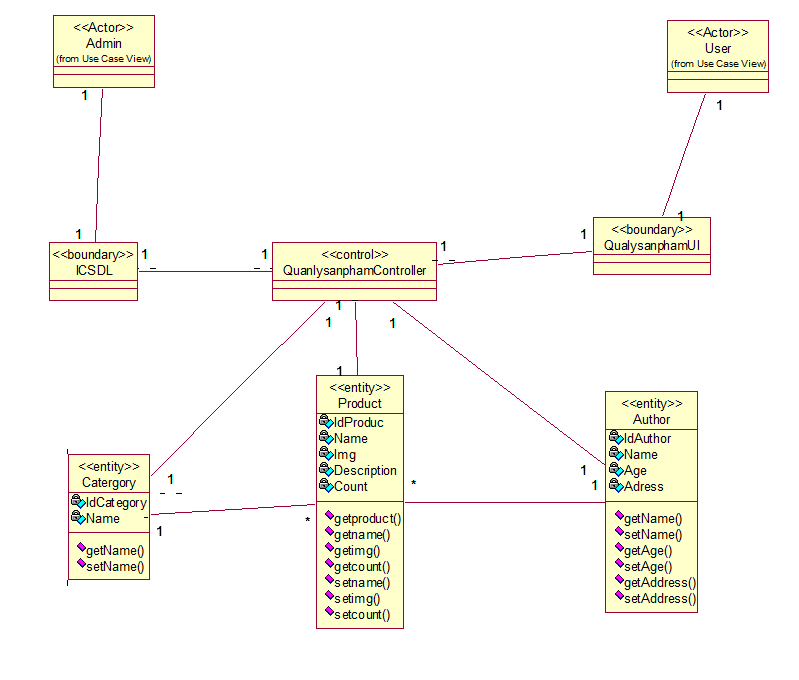 <<Actor>>
Admin
(from Use Case View)
1
<<Actor>>
User
(from Use Case View)
1
1
<<boundary>>
ICSDL
1
1
<<control>>
QuanlysanphamController
1
1
1
<<boundary>>
QualysanphamUI
1
1
1
1
<<entity>>
Product
IdProduc
Name
Img
Description
Count
getproduct()
getname()
getimg()
getcount()
setname()
setimg()
setcount()
<<entity>>
Author
IdAuthor
Name
Age
Adress
getName()
setName()
getAge()
setAge()
getAddress()
setAddress()
1
1
*
<<entity>>
Catergory
IdCategory
Name
getName()
setName()
1
1
*